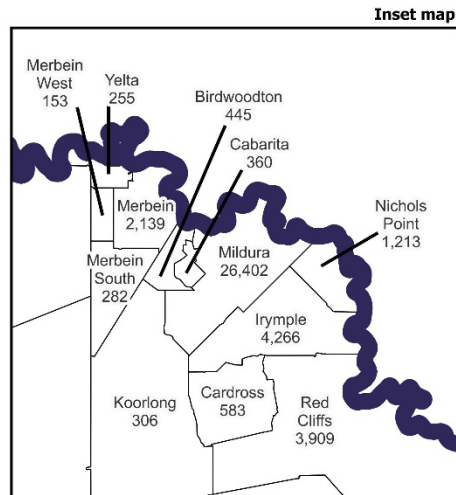 Inset map
Merbein
West
153
Yelta
255
Birdwoodton
445
Cabarita
360
Merbein
2,139
Mildura
26,402
Nichols
Point
1,213
Merbein
South
282
Irymple
4,266
Koorlong
306
Cardross
583
Red
Cliffs
3,909